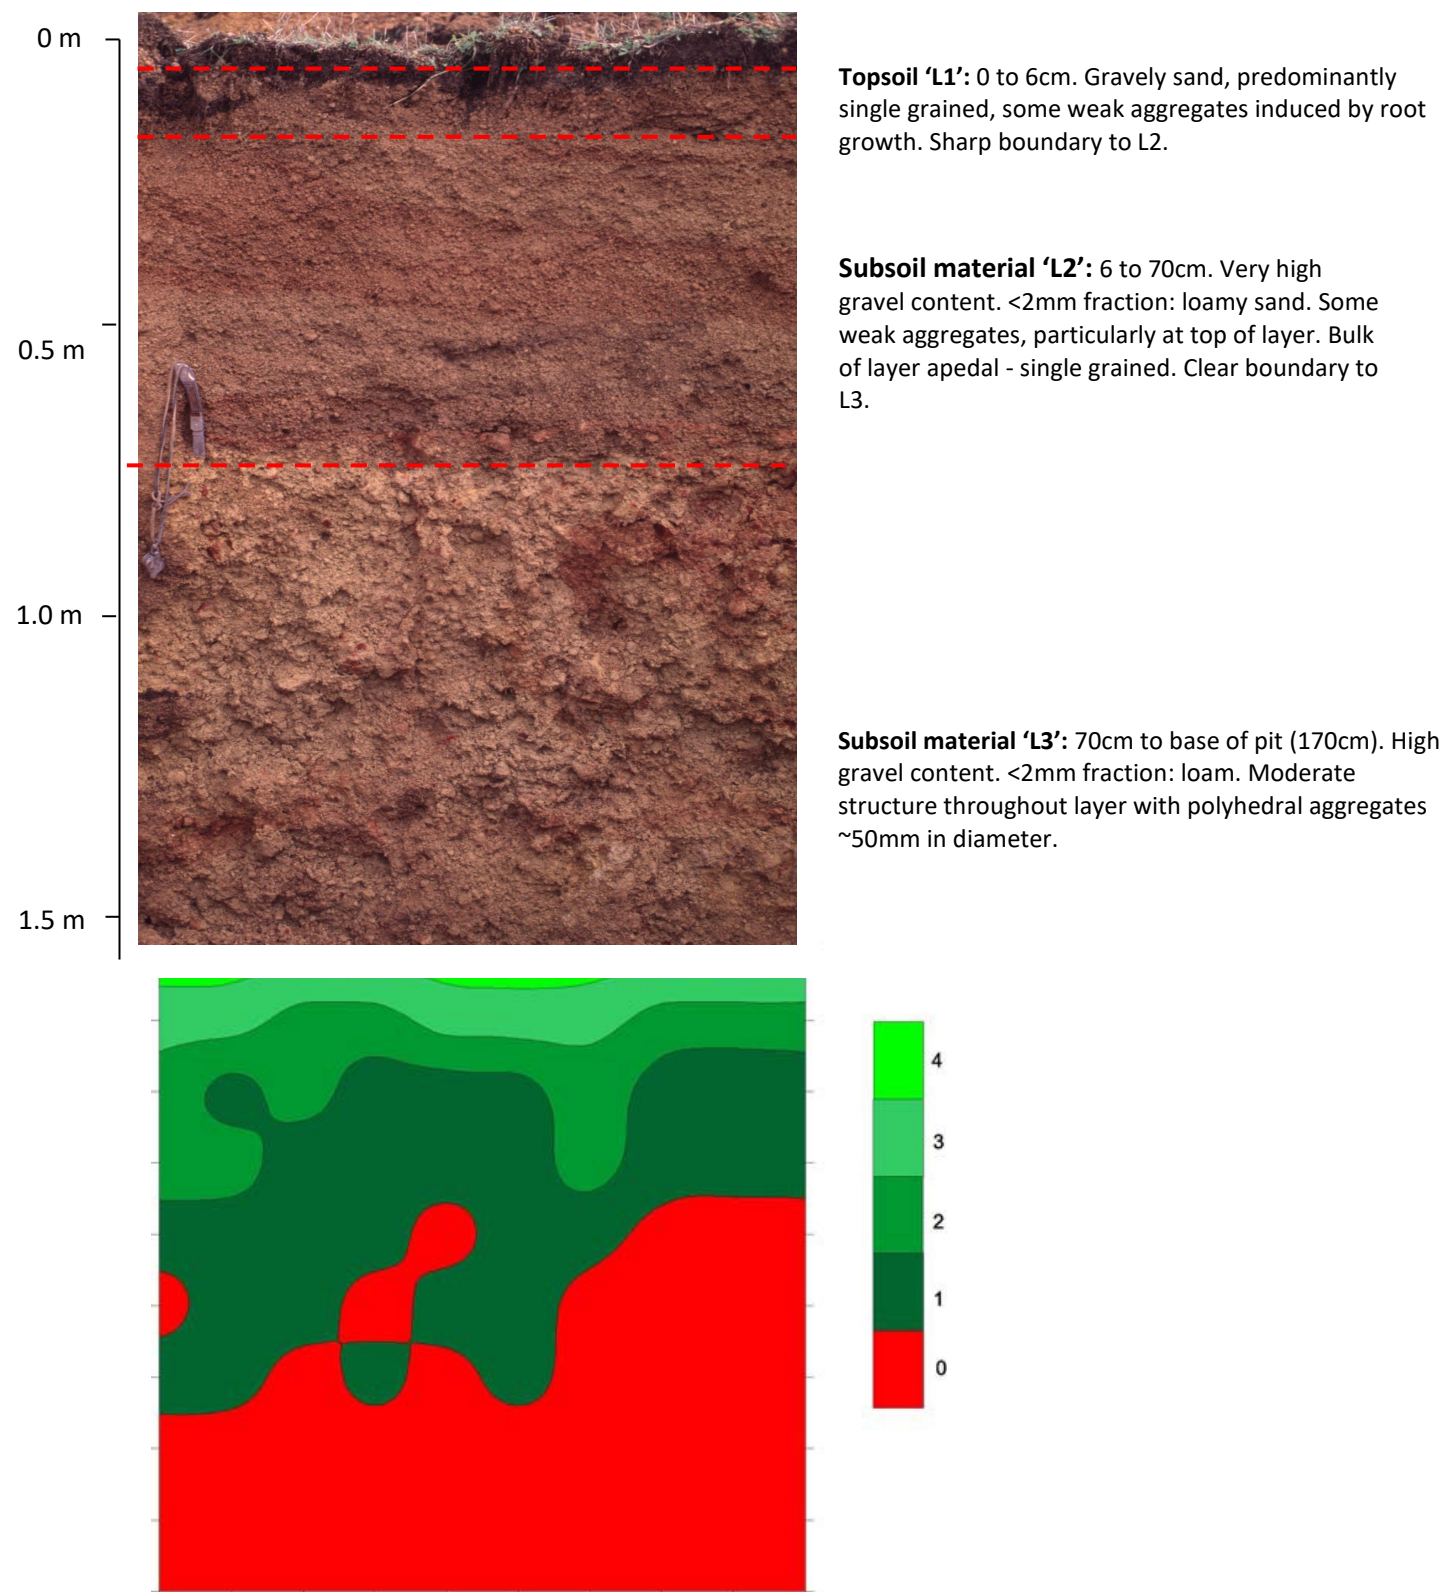 0 m
0.5 m
1.0 m
1.5 m
Topsoil ‘L1’: 0 to 6cm. Gravely sand, predominantly
single grained, some weak aggregates induced by root
growth. Sharp boundary to L2.
Subsoil material ‘L2’: 6 to 70cm. Very high
gravel content. <2mm fraction: loamy sand. Some
weak aggregates, particularly at top of layer. Bulk
of layer apedal - single grained. Clear boundary to
L3.
Subsoil material ‘L3’: 70cm to base of pit (170cm). High
gravel content. <2mm fraction: loam. Moderate
structure throughout layer with polyhedral aggregates
~50mm in diameter.
4
3
2
1
0